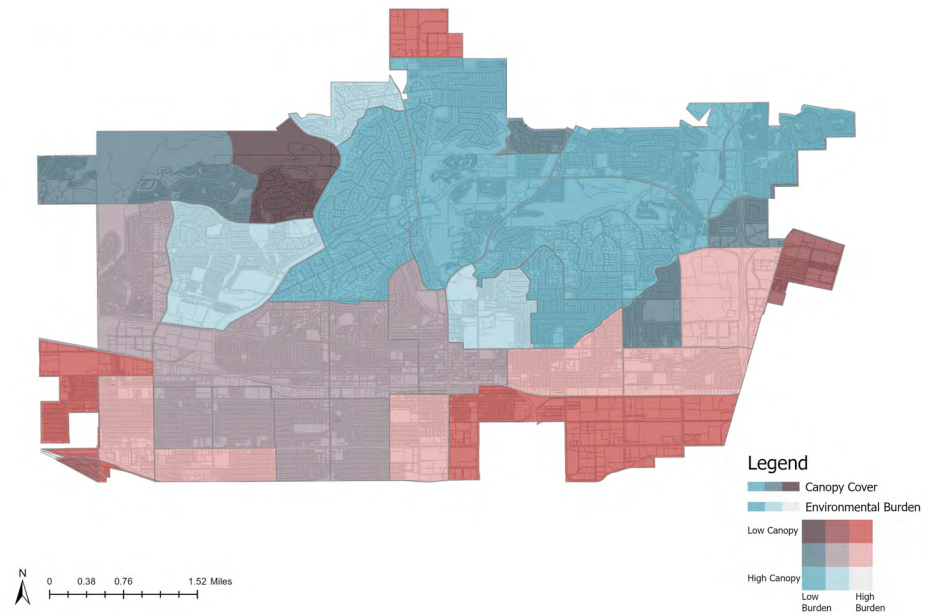 Legend
Canopy Cover
Environmental Burden
Low Canopy
High Canopy
Low
Burden
High
Burden
N
0 0.38 0.76 1.52 Miles